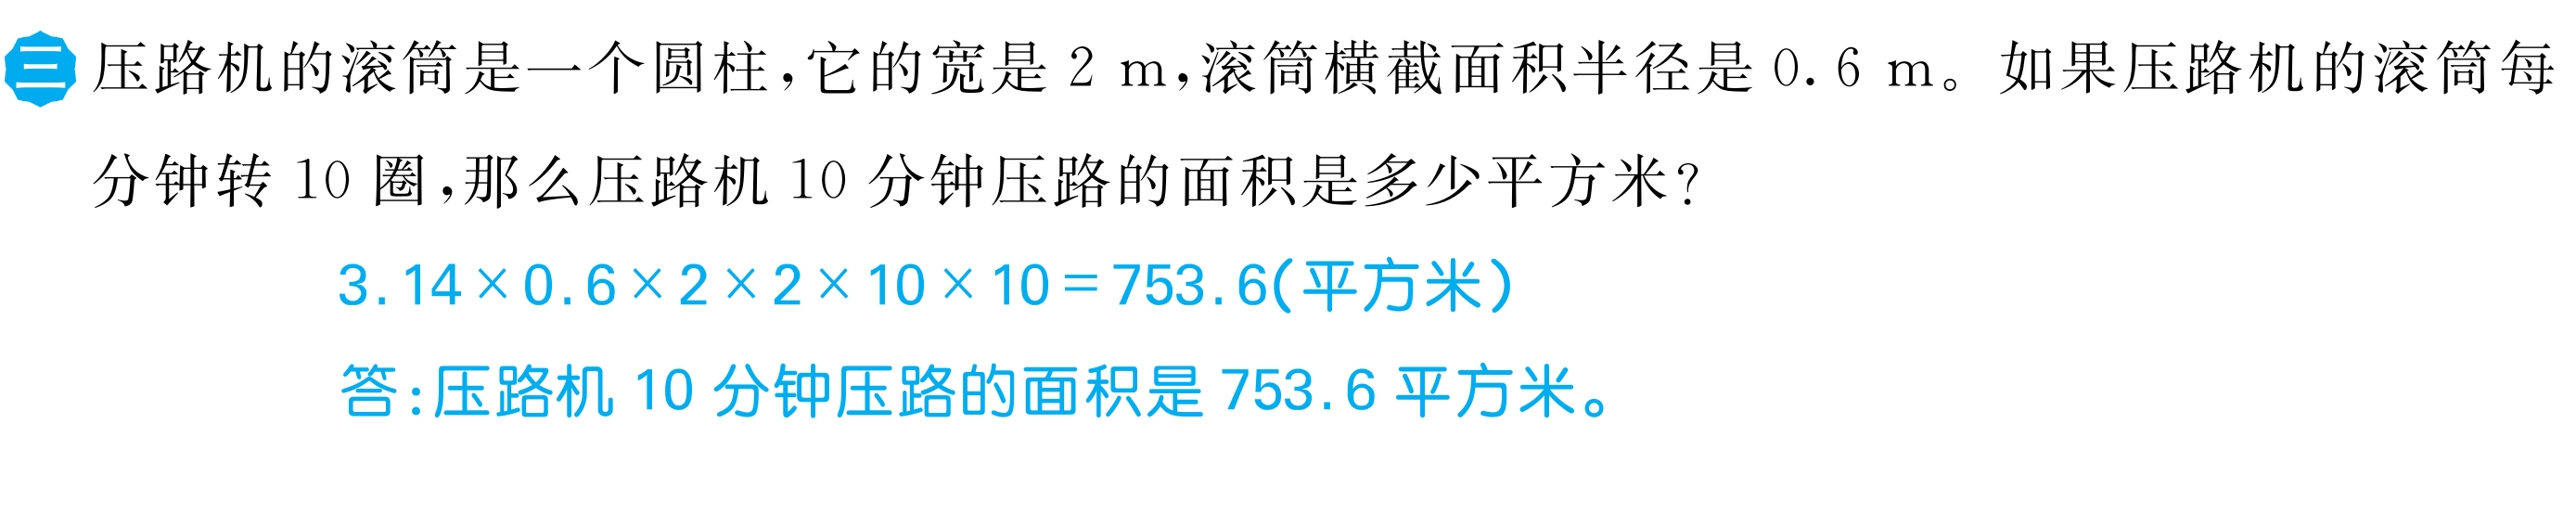 三 压路机的滚筒是一个圆柱,它的宽是 2 m,滚筒横截面积半径是 0.6 m。如果压路机的滚筒每
分钟转 10 圈,那么压路机 10 分钟压路的面积是多少平方米?
3.14×0.6×2×2×10×10=753.6(平方米)
答:压路机 10 分钟压路的面积是 753.6 平方米。